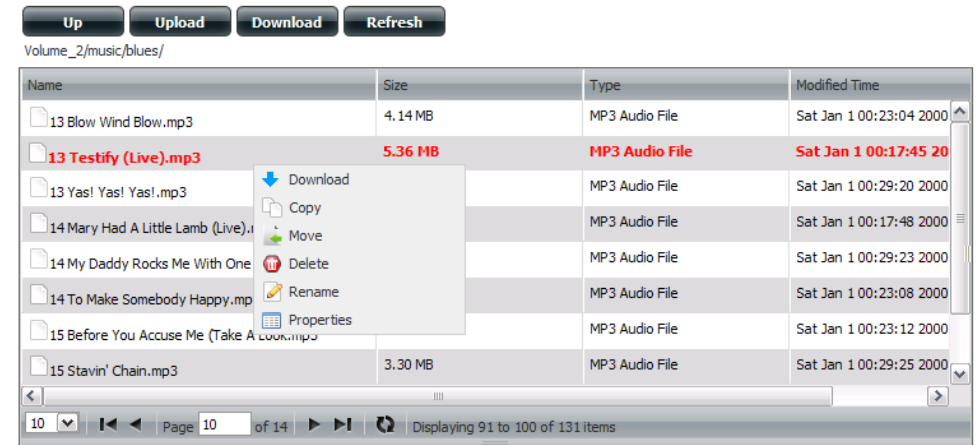 Up Upload Download Refresh
Volume_2/music/blues/
Name Size Type Modified Time
13 Blow Wind Blow.mp3 4.14 MB MP3 Audio File Sat Jan 1 00:23:04 2000
13 Testify (Live).mp3 5.36 MB MP3 Audio File Sat Jan 1 00:17:45 20
13 Yas! Yas! Yas!.mp3 MP3 Audio File Sat Jan 1 00:29:20 2000
14 Mary Had A Little Lamb (Live). MP3 Audio File Sat Jan 1 00:17:48 2000
14 My Daddy Rocks Me With One MP3 Audio File Sat Jan 1 00:29:23 2000
14 To Make Somebody Happy.mp MP3 Audio File Sat Jan 1 00:23:08 2000
15 Before You Accuse Me (Take A Look.mp3 MP3 Audio File Sat Jan 1 00:23:12 2000
15 Stavin' Chain.mp3 3.30 MB MP3 Audio File Sat Jan 1 00:29:25 2000
Download
Copy
Move
Delete
Rename
Properties
10 Page 10 of 14 Displaying 91 to 100 of 131 items